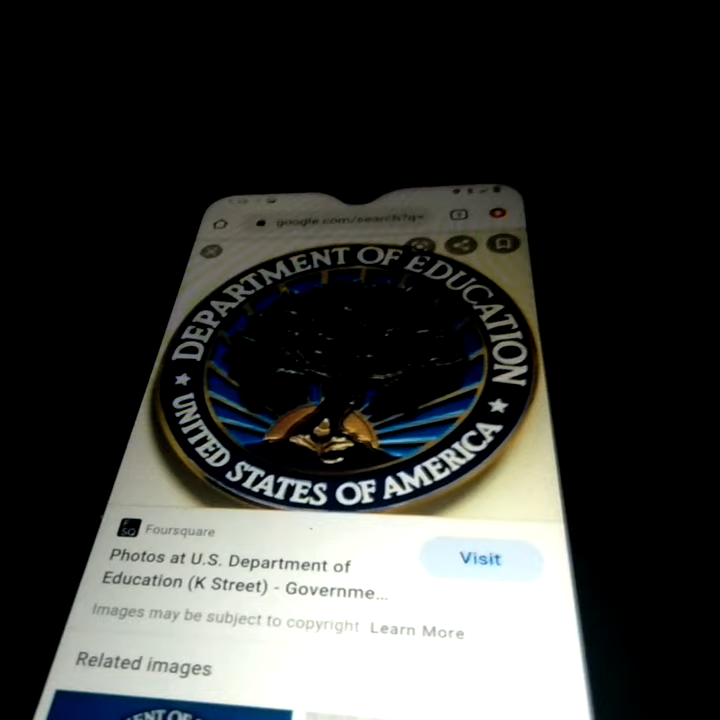 google.com/search?q=
DEPARTMENT OF EDUCATION
UNITED STATES OF AMERICA
Foursquare
Photos at U.S. Department of
Education (K Street) - Governme...
Visit
Images may be subject to copyright Learn More
Related images